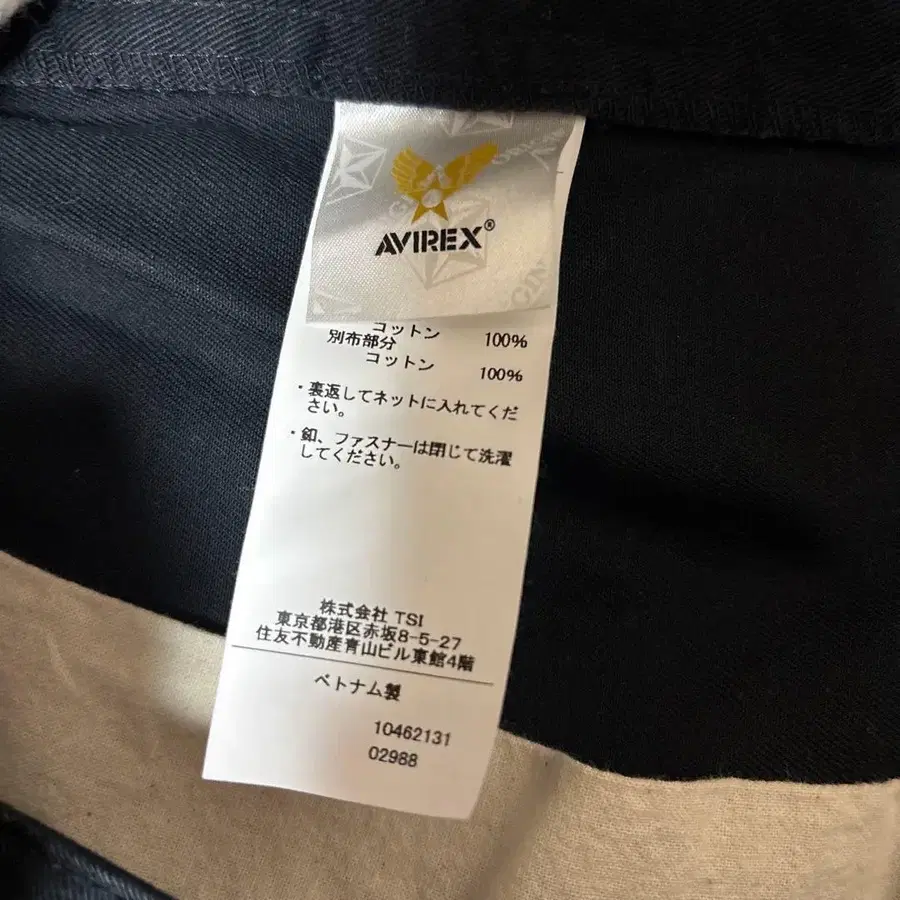 AVIREX®
コットン 100%
別布部分
コットン 100%
・裏返してネットに入れてくだ
さい。
・釦、ファスナーは閉じて洗濯
してください。
株式会社 TSI
東京都港区赤坂8-5-27
住友不動産青山ビル東館4階
ベトナム製
10462131
02988